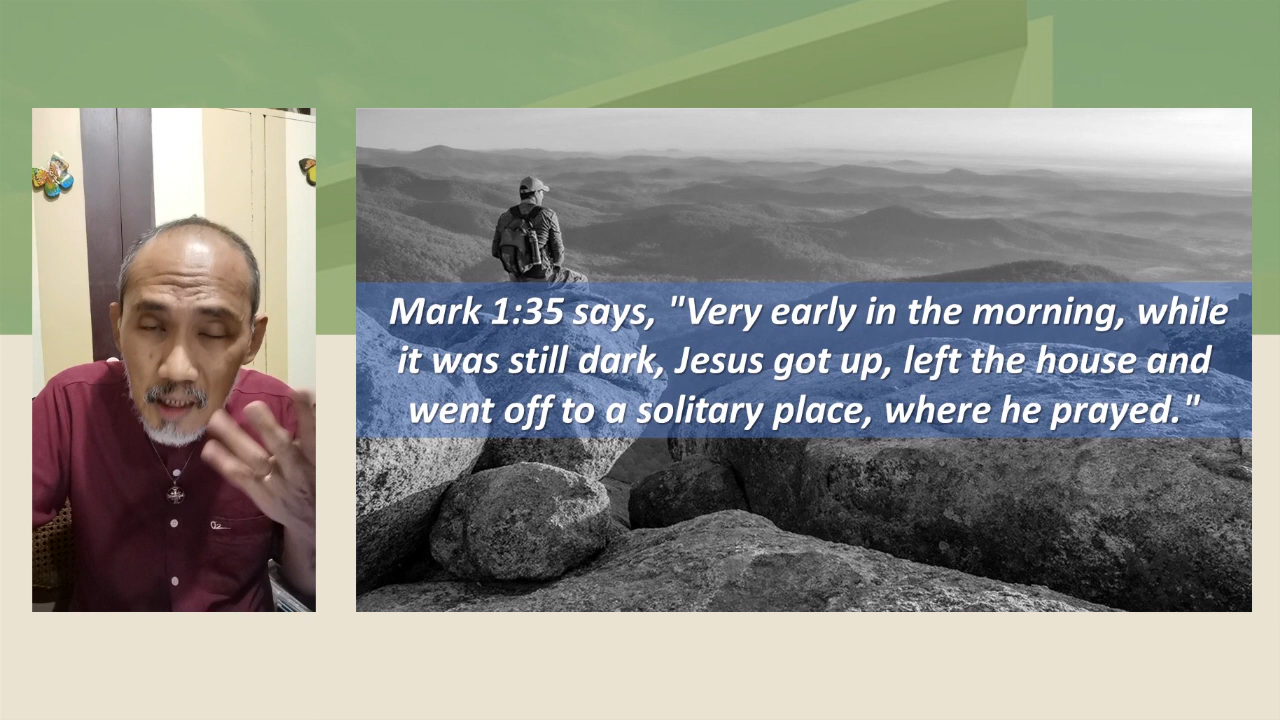 Mark 1:35 says, "Very early in the morning, while
it was still dark, Jesus got up, left the house and
went off to a solitary place, where he prayed."